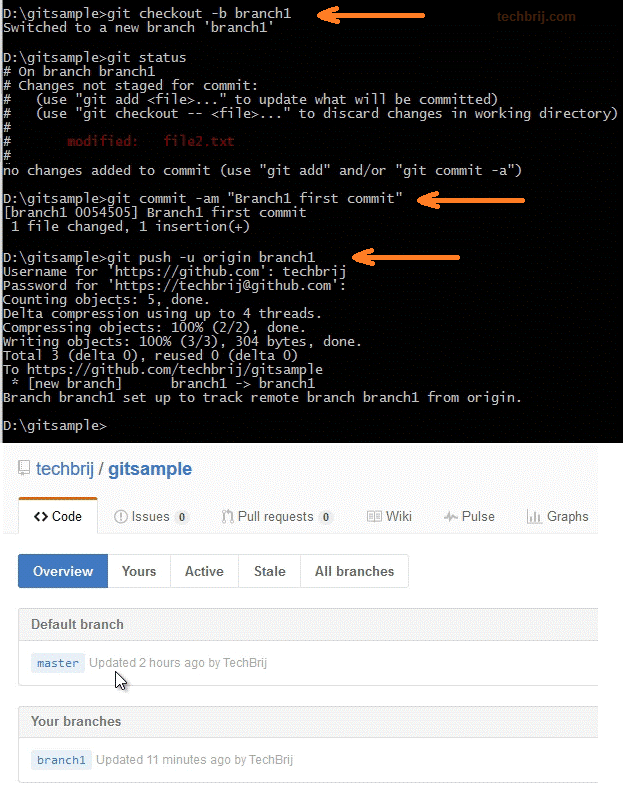 D:\gitsample>git checkout -b branch1
techbrij.com
Switched to a new branch 'branch1'
D:\gitsample>git status
# On branch branch1
# Changes not staged for commit:
#   (use "git add <file>..." to update what will be committed)
#   (use "git checkout -- <file>..." to discard changes in working directory)
#
#       modified:   file2.txt
#
no changes added to commit (use "git add" and/or "git commit -a")
D:\gitsample>git commit -am "Branch1 first commit"
[branch1 0054505] Branch1 first commit
 1 file changed, 1 insertion(+)
D:\gitsample>git push -u origin branch1
Username for 'https://github.com': techbrij
Password for 'https://techbrij@github.com':
Counting objects: 5, done.
Delta compression using up to 4 threads.
Compressing objects: 100% (2/2), done.
Writing objects: 100% (3/3), 304 bytes, done.
Total 3 (delta 0), reused 0 (delta 0)
To https://github.com/techbrij/gitsample
 * [new branch]      branch1 -> branch1
Branch branch1 set up to track remote branch branch1 from origin.
D:\gitsample>
techbrij / gitsample
<> Code Issues 0 Pull requests 0 Wiki Pulse Graphs
Overview Yours Active Stale All branches
Default branch
master Updated 2 hours ago by TechBrij
Your branches
branch1 Updated 11 minutes ago by TechBrij